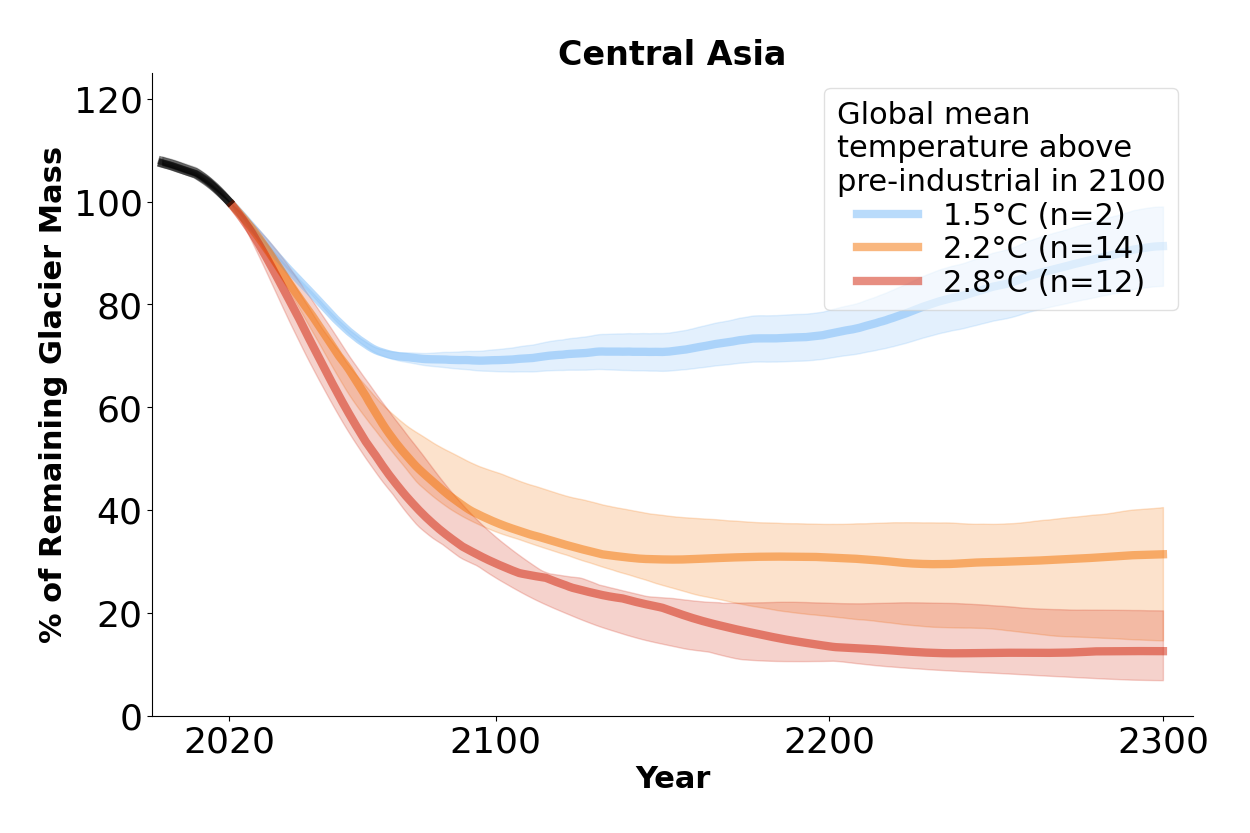 Central Asia
Global mean
temperature above
pre-industrial in 2100
1.5°C (n=2)
2.2°C (n=14)
2.8°C (n=12)
% of Remaining Glacier Mass
120
100
80
60
40
20
0
2020
2100
2200
2300
Year